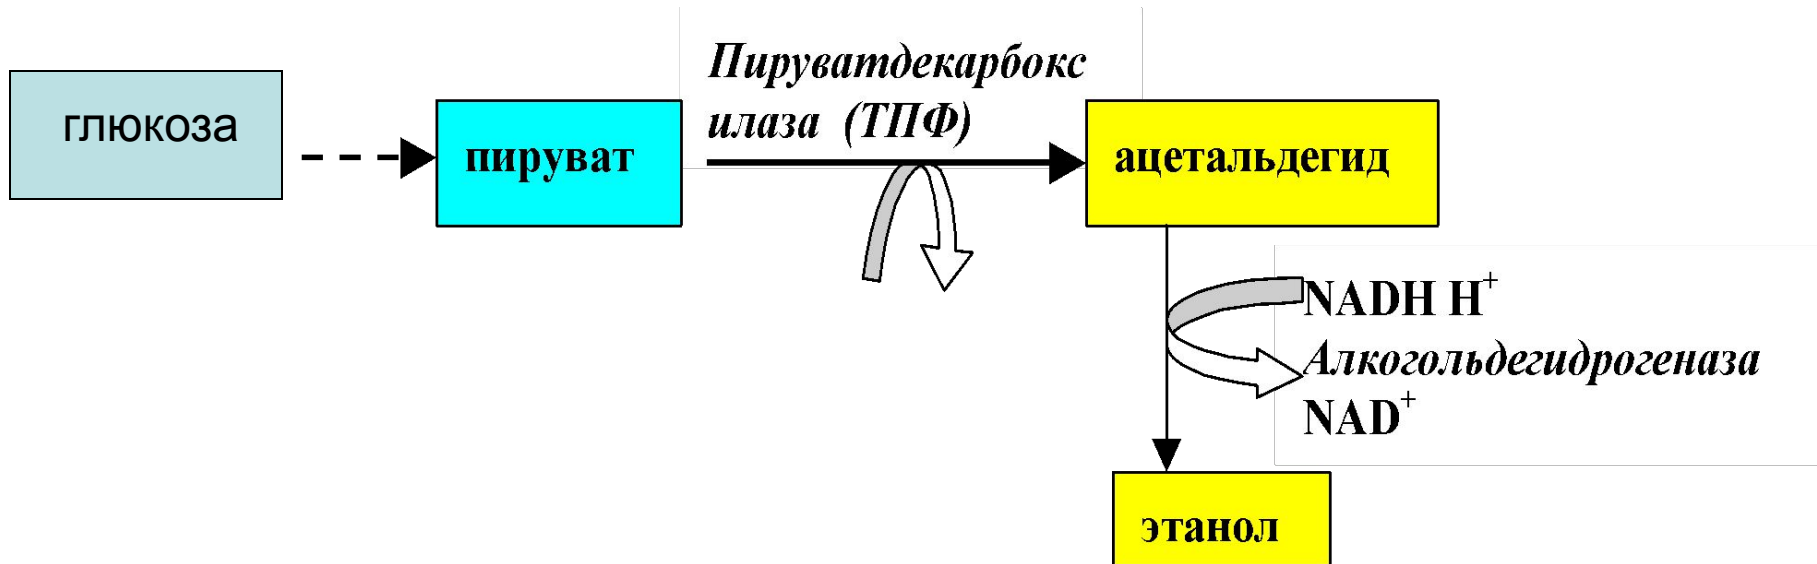 глюкоза
пируват
Пируватдекарбокс
илаза (ТПФ)
ацетальдегид
NADH H⁺
Алкогольдегидрогеназа
NAD⁺
этанол